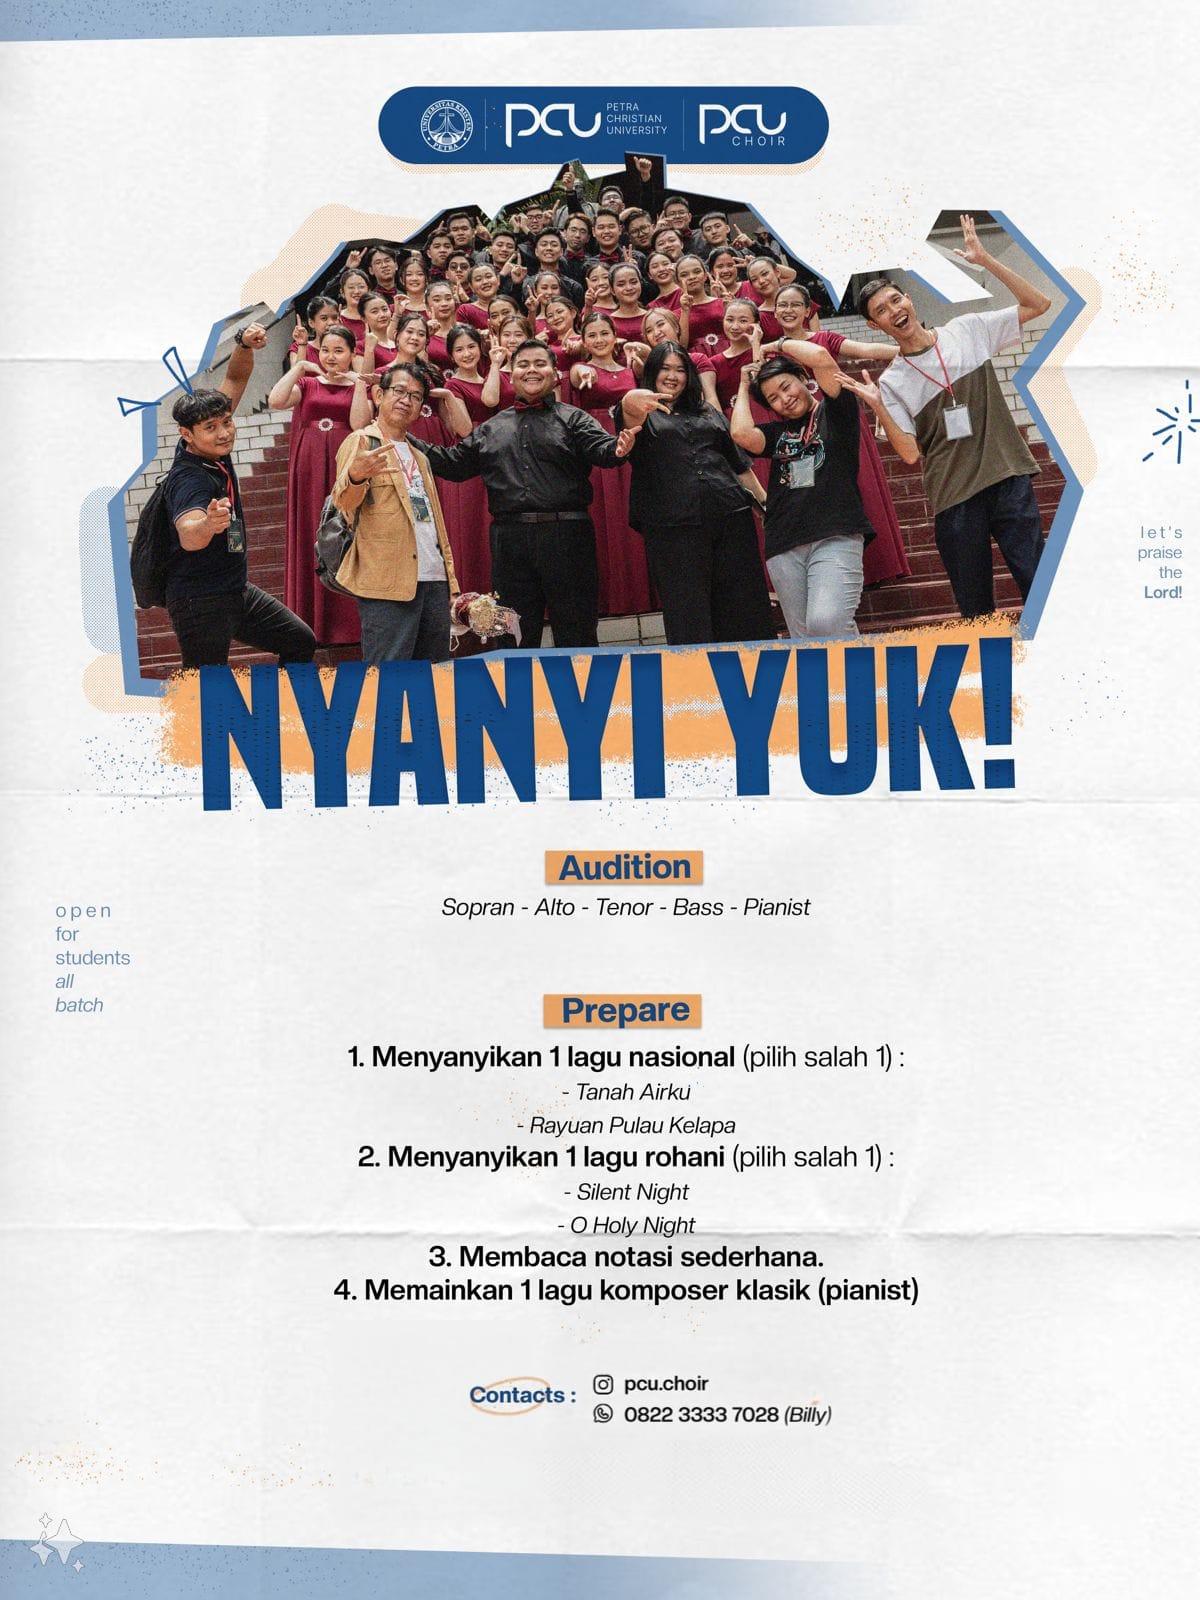 UNIVERSITAS KRISTEN
PETRA
PCU
PETRA
CHRISTIAN
UNIVERSITY
PCU
CHOIR
let's
praise
the
Lord!
NYANYI YUK!
Audition
Sopran - Alto - Tenor - Bass - Pianist
open
for
students
all
batch
Prepare
1. Menyanyikan 1 lagu nasional (pilih salah 1) :
- Tanah Airku
- Rayuan Pulau Kelapa
2. Menyanyikan 1 lagu rohani (pilih salah 1) :
- Silent Night
- O Holy Night
3. Membaca notasi sederhana.
4. Memainkan 1 lagu komposer klasik (pianist)
Contacts :
pcu.choir
0822 3333 7028 (Billy)